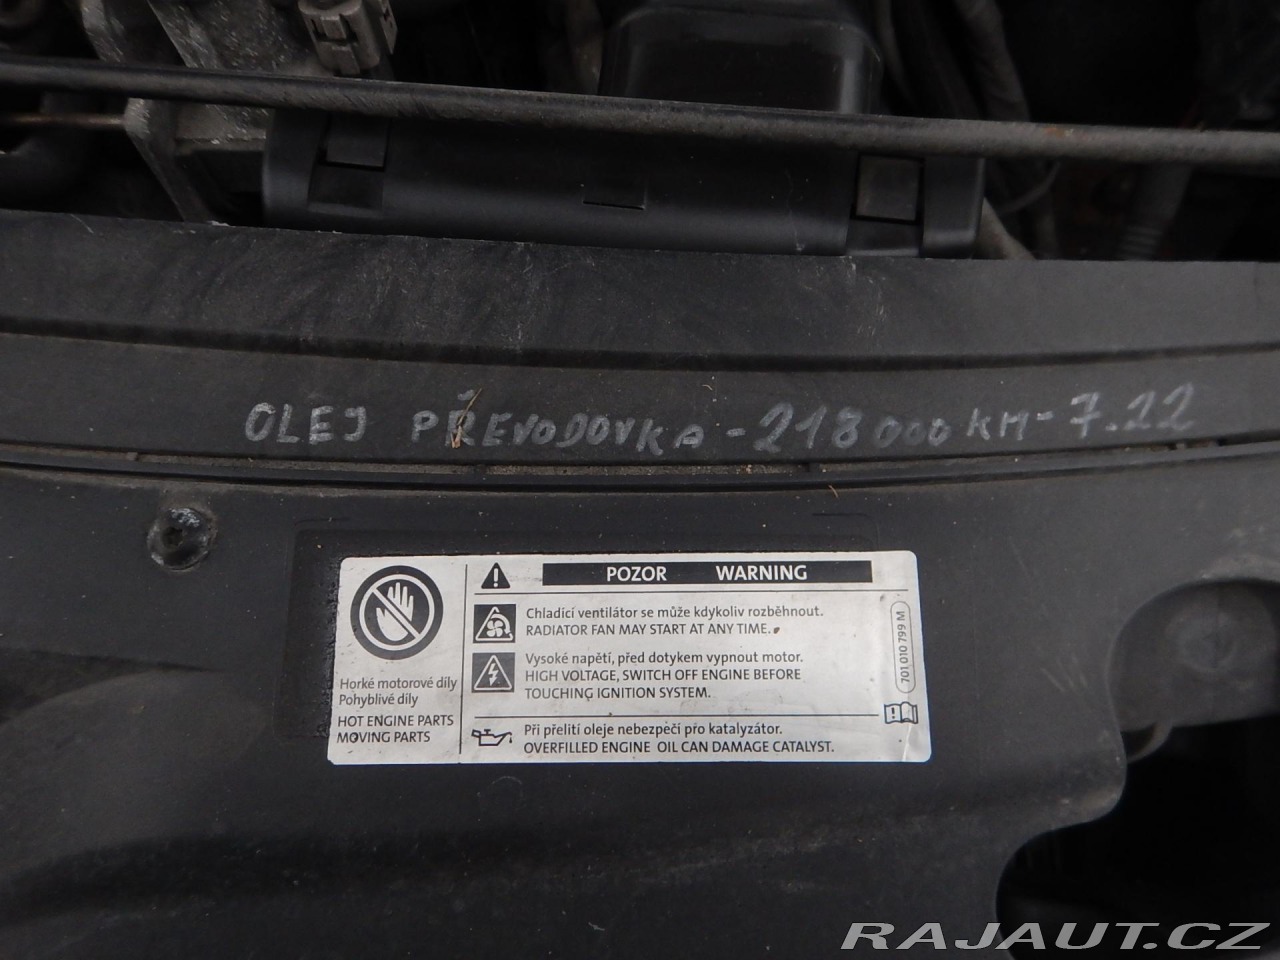 OLEJ PŘEVODOVKA - 218 000 KM - 7.22
POZOR WARNING
Chladící ventilátor se může kdykoliv rozběhnout.
RADIATOR FAN MAY START AT ANY TIME.
Vysoké napětí, před dotykem vypnout motor.
HIGH VOLTAGE, SWITCH OFF ENGINE BEFORE
TOUCHING IGNITION SYSTEM.
Horké motorové díly
Pohyblivé díly
HOT ENGINE PARTS
MOVING PARTS
Při přelití oleje nebezpečí pro katalyzátor.
OVERFILLED ENGINE OIL CAN DAMAGE CATALYST.
701 010 799 M
RAJAUT.CZ